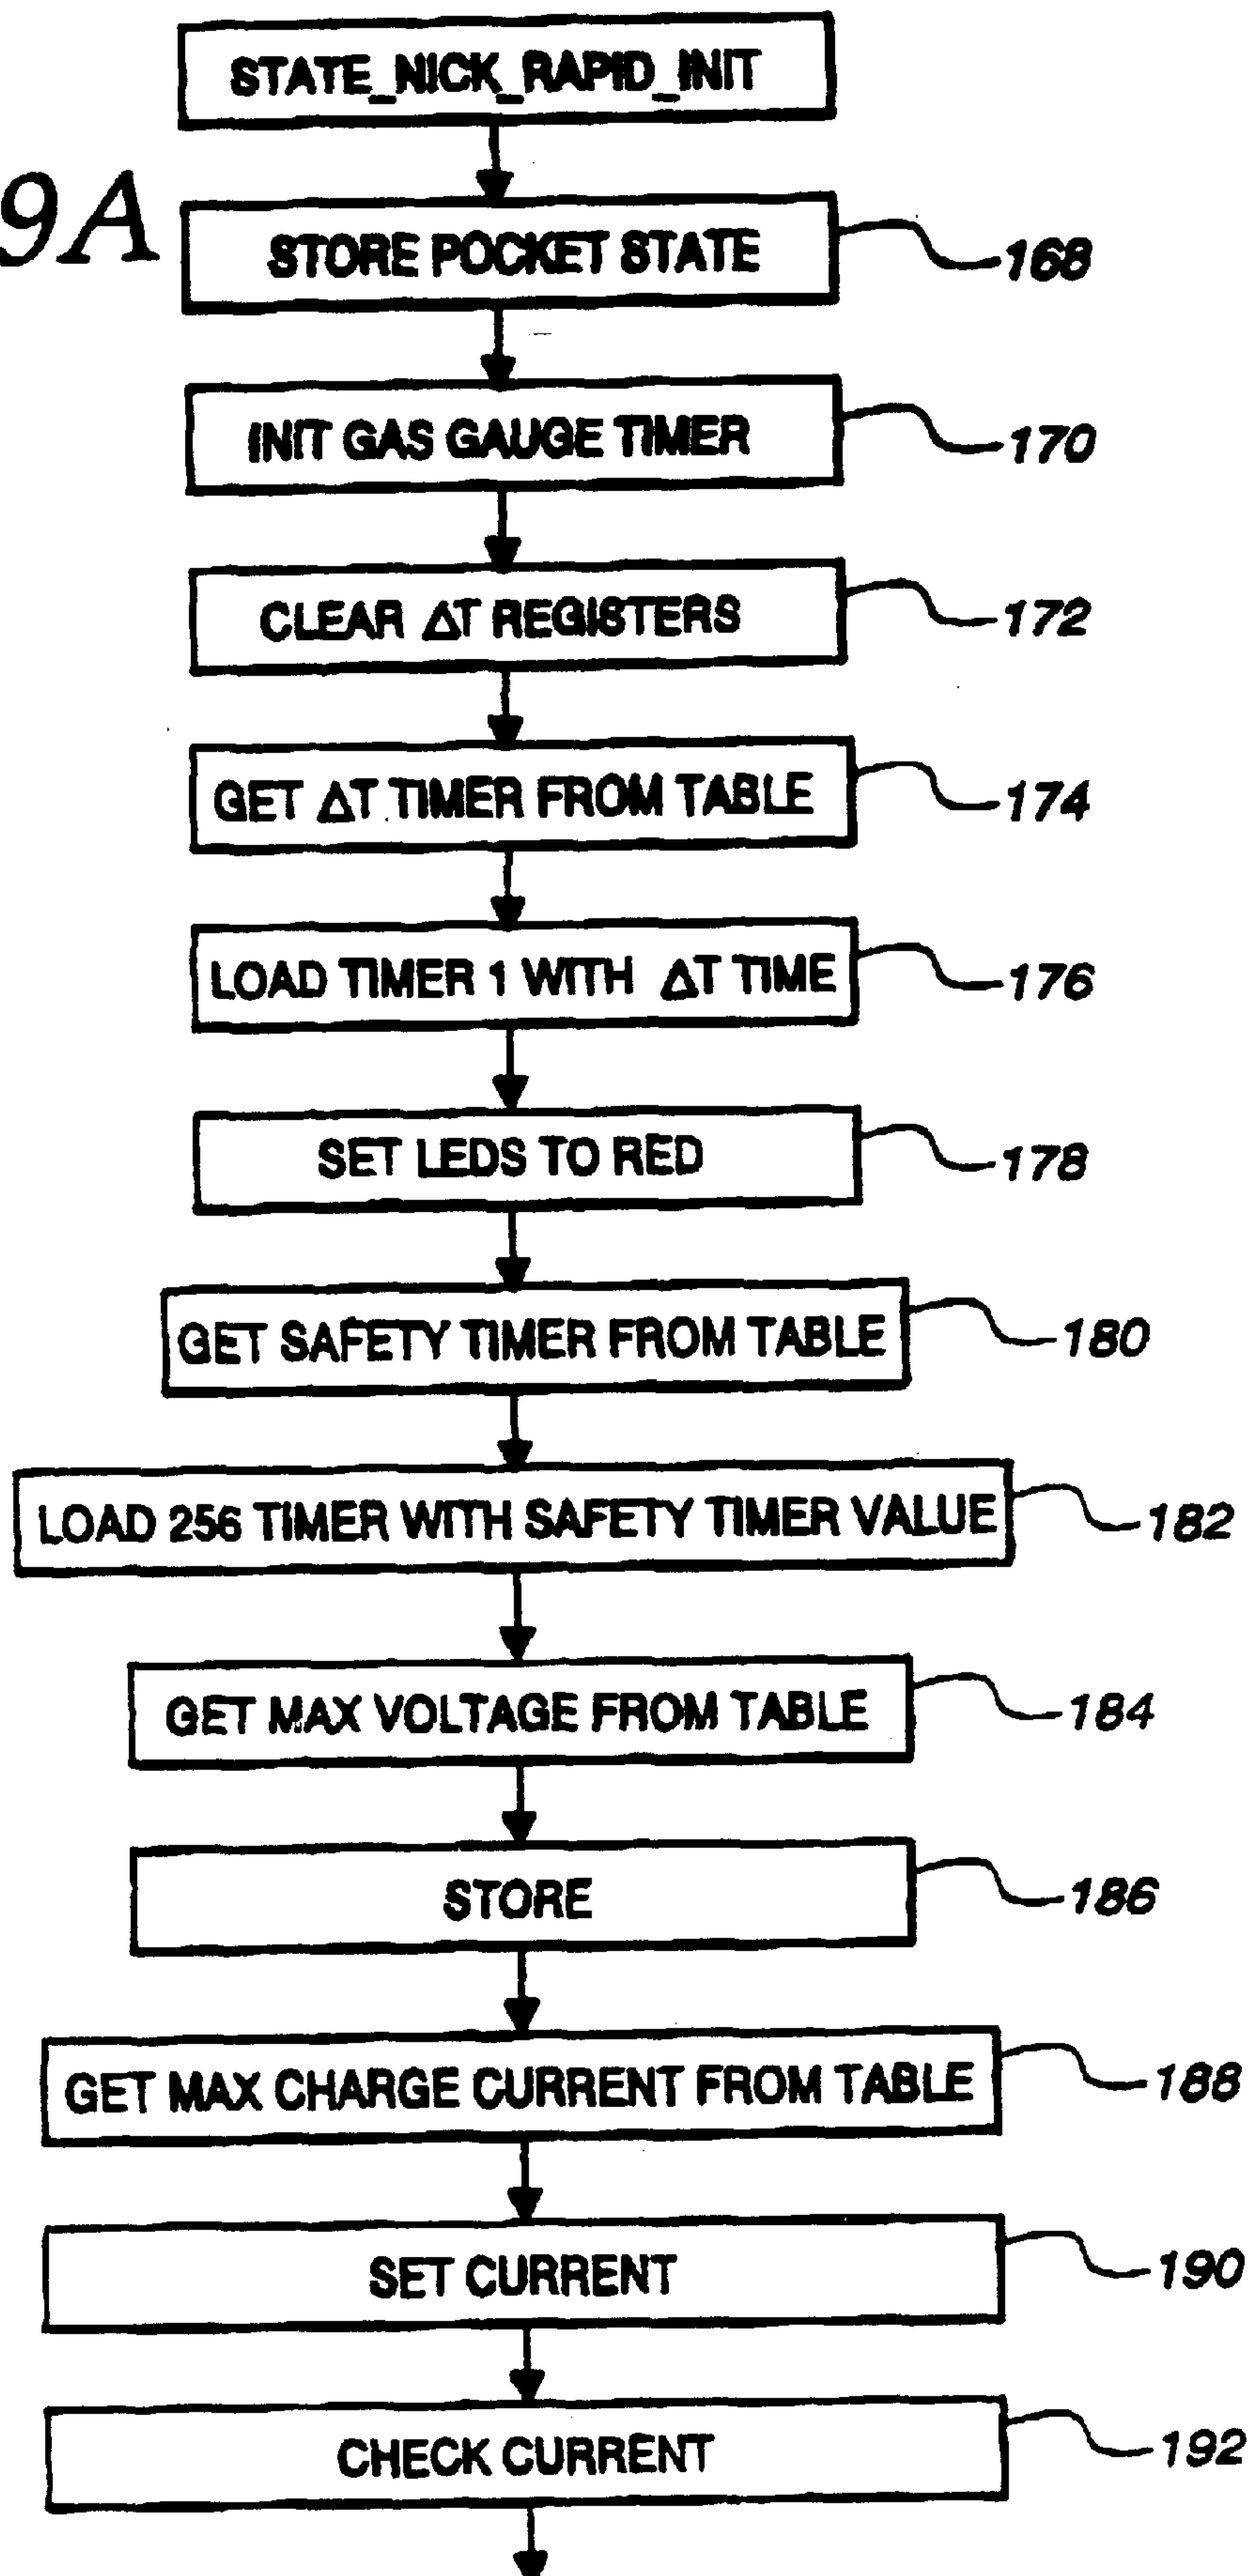 STATE_NICK_RAPID_INIT
9A
STORE POCKET STATE 168
INIT GAS GAUGE TIMER 170
CLEAR ΔT REGISTERS 172
GET ΔT TIMER FROM TABLE 174
LOAD TIMER 1 WITH ΔT TIME 176
SET LEDS TO RED 178
GET SAFETY TIMER FROM TABLE 180
LOAD 256 TIMER WITH SAFETY TIMER VALUE 182
GET MAX VOLTAGE FROM TABLE 184
STORE 186
GET MAX CHARGE CURRENT FROM TABLE 188
SET CURRENT 190
CHECK CURRENT 192